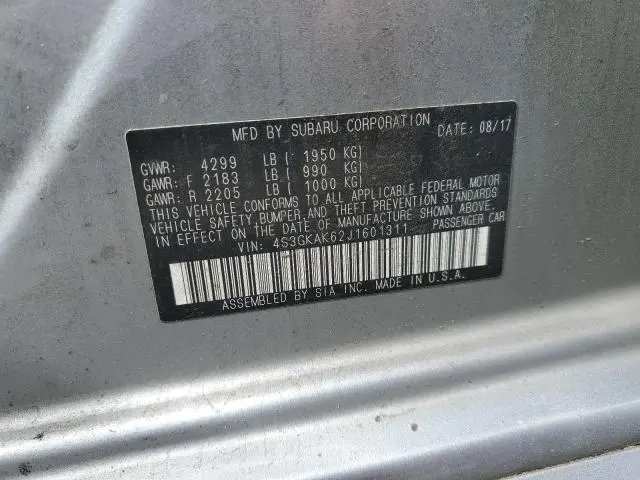 MFD BY SUBARU CORPORATION DATE: 08/17
GVWR: 4299 LB ( 1950 KG)
GAWR: F 2183 LB ( 990 KG)
GAWR: R 2205 LB ( 1000 KG)
THIS VEHICLE CONFORMS TO ALL APPLICABLE FEDERAL MOTOR
VEHICLE SAFETY, BUMPER, AND THEFT PREVENTION STANDARDS
IN EFFECT ON THE DATE OF MANUFACTURE SHOWN ABOVE.
VIN: 4S3GKAK62J1601311 PASSENGER CAR
ASSEMBLED BY SIA INC. MADE IN U.S.A.